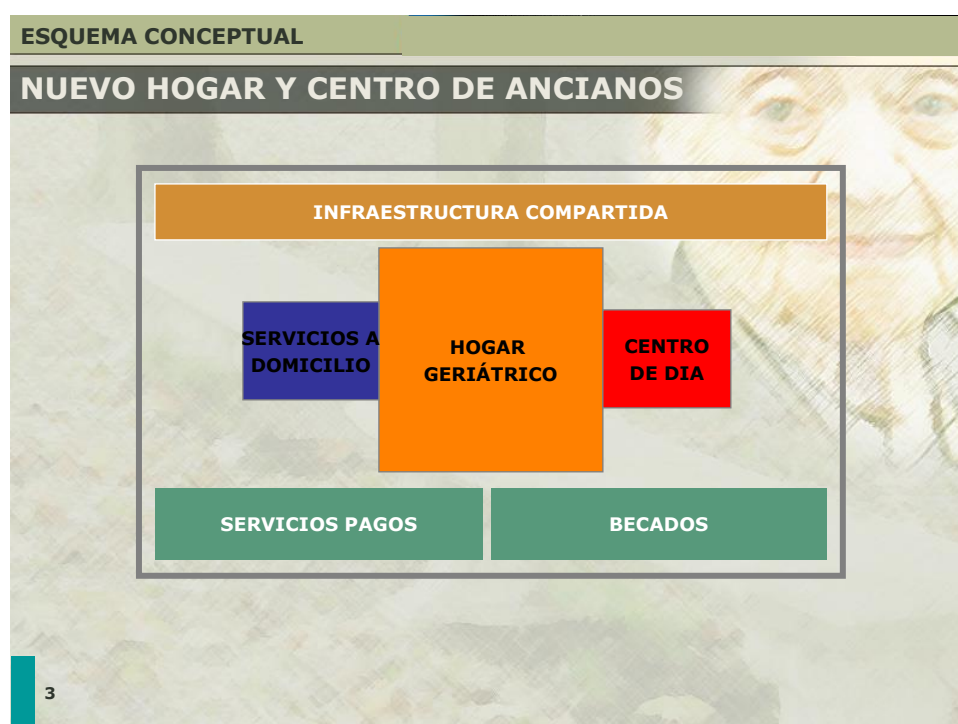 ESQUEMA CONCEPTUAL
NUEVO HOGAR Y CENTRO DE ANCIANOS
INFRAESTRUCTURA COMPARTIDA
SERVICIOS A
DOMICILIO
HOGAR
GERIÁTRICO
CENTRO
DE DIA
SERVICIOS PAGOS
BECADOS
3